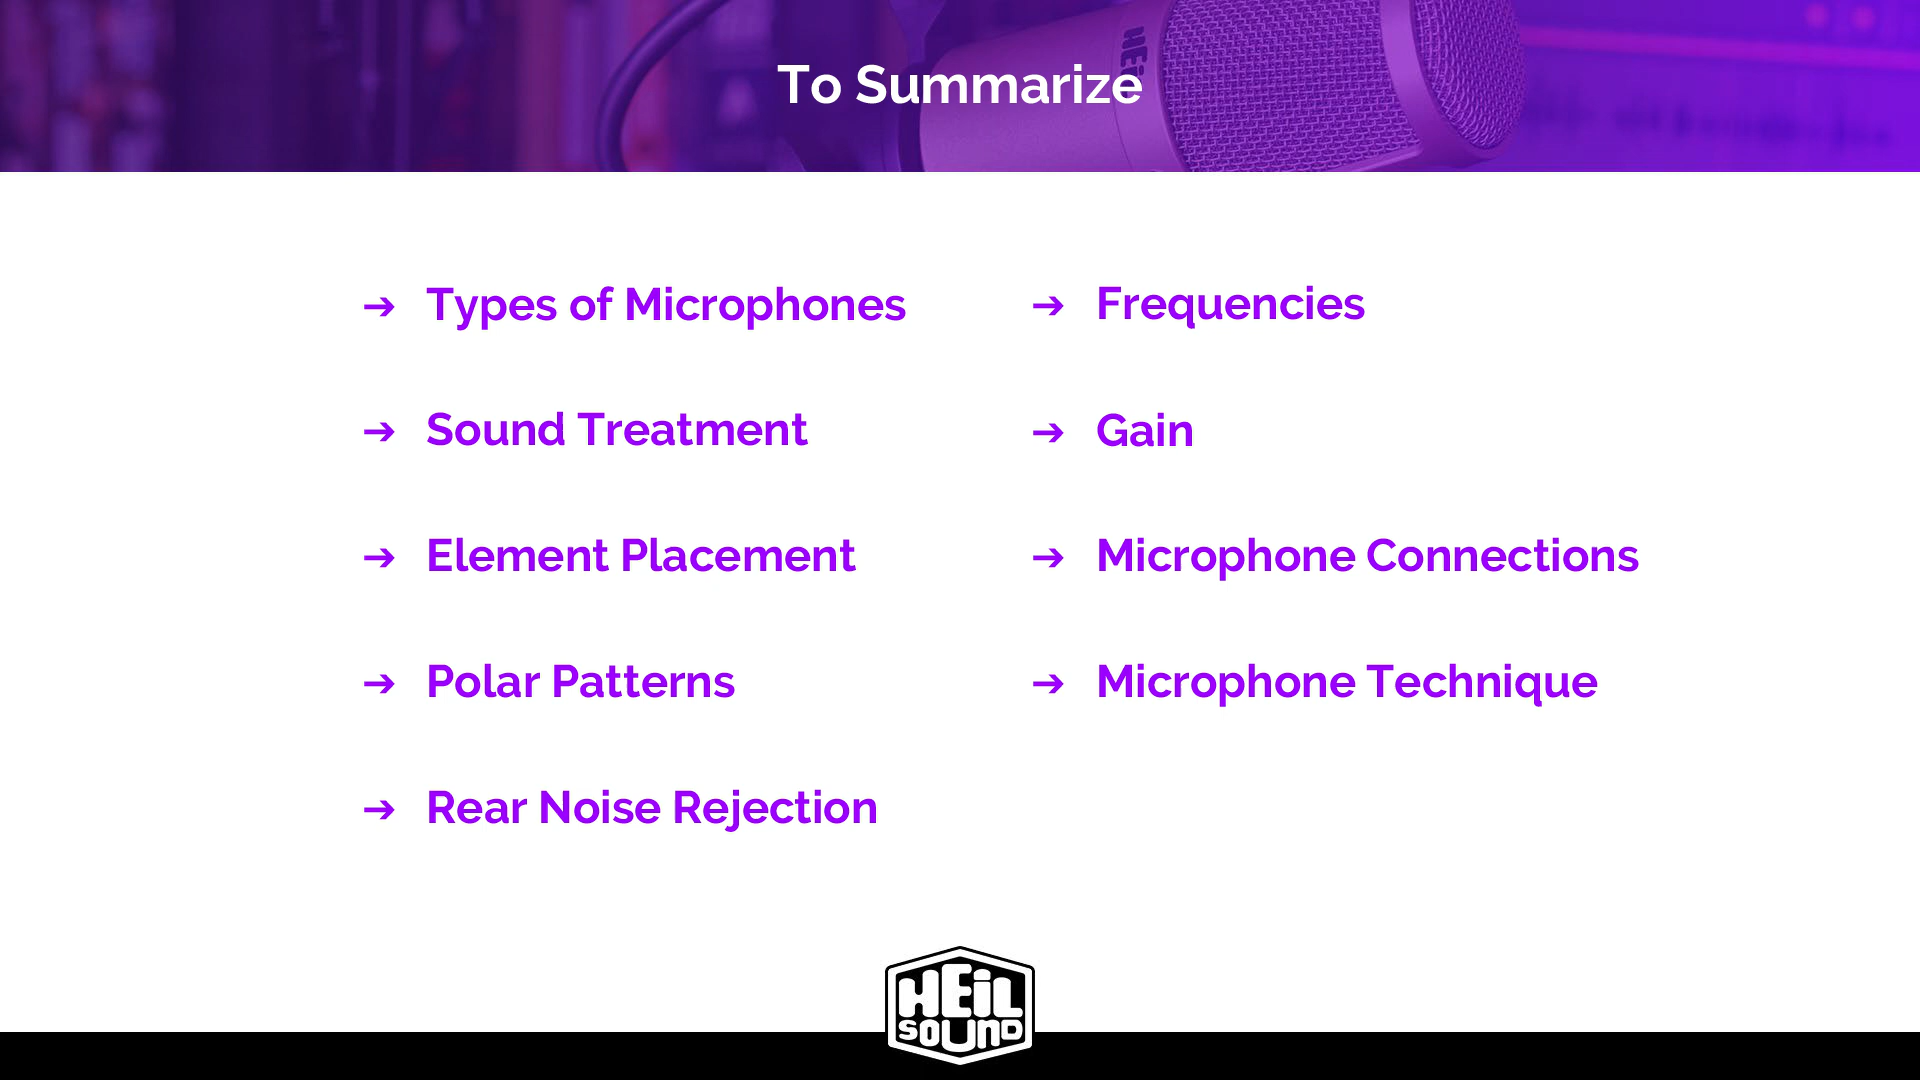 HEiL
To Summarize
➔ Types of Microphones
➔ Sound Treatment
➔ Element Placement
➔ Polar Patterns
➔ Rear Noise Rejection
➔ Frequencies
➔ Gain
➔ Microphone Connections
➔ Microphone Technique
HEiL
SOUND